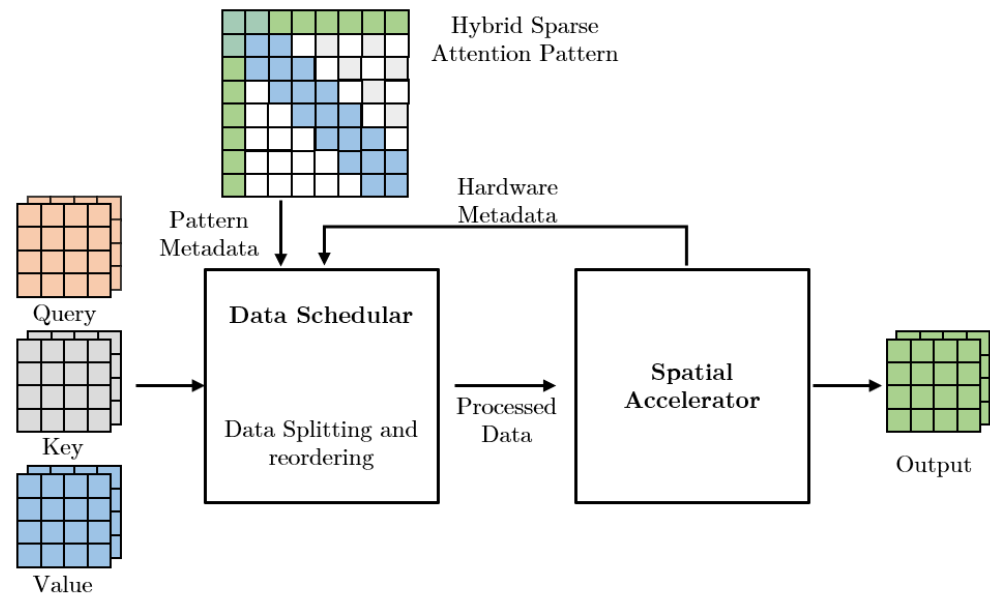 Hybrid Sparse
Attention Pattern
Hardware
Metadata
Pattern
Metadata
Query
Data Schedular
Spatial
Accelerator
Processed
Data
Data Splitting and
reordering
Key
Output
Value